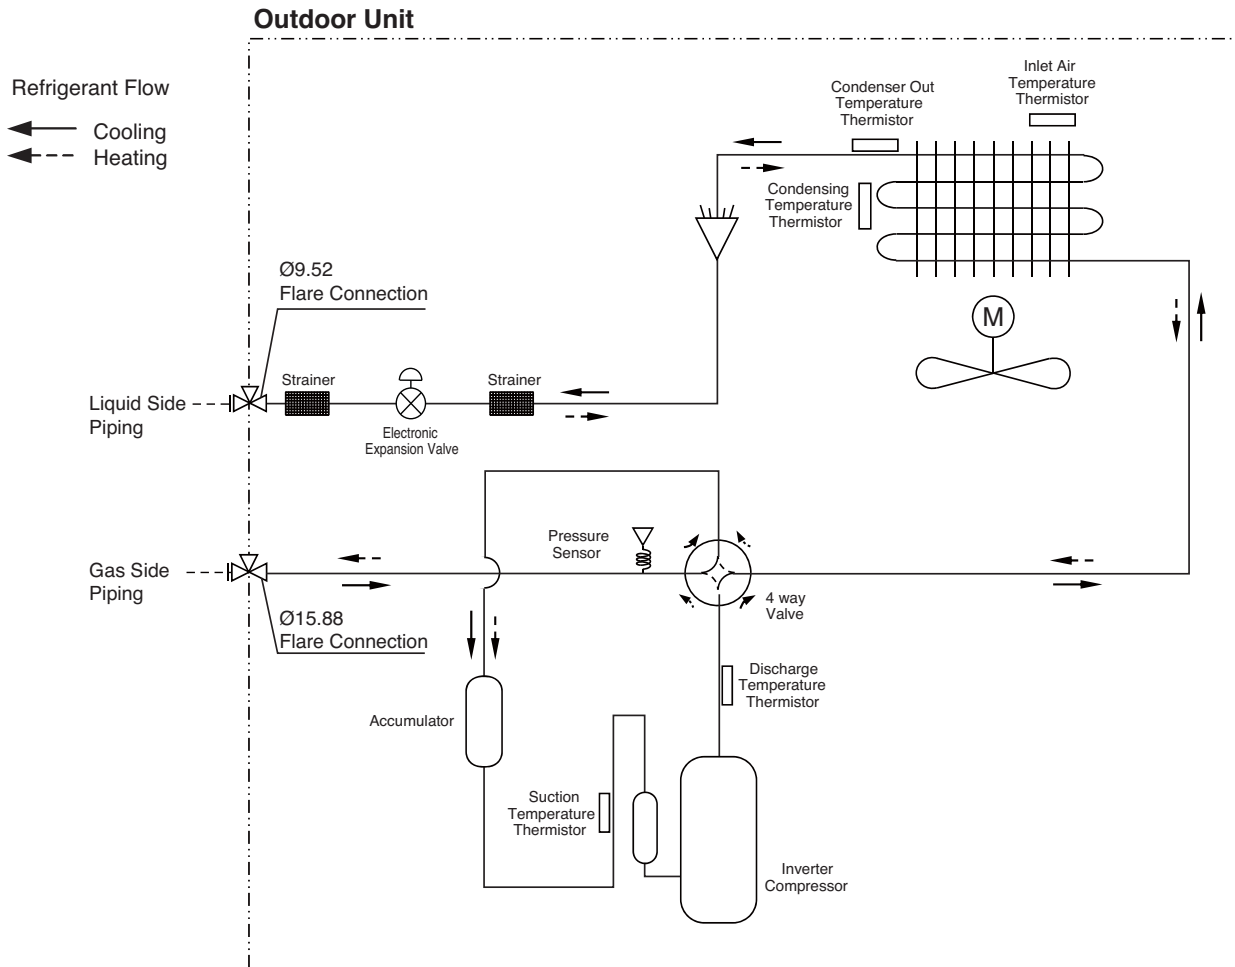 Outdoor Unit
Refrigerant Flow
Cooling
Heating
Condenser Out
Temperature
Thermistor
Inlet Air
Temperature
Thermistor
Condensing
Temperature
Thermistor
Ø9.52
Flare Connection
M
Strainer
Strainer
Liquid Side
Piping
Electronic
Expansion Valve
Pressure
Sensor
Gas Side
Piping
4 way
Valve
Ø15.88
Flare Connection
Discharge
Temperature
Thermistor
Accumulator
Suction
Temperature
Thermistor
Inverter
Compressor